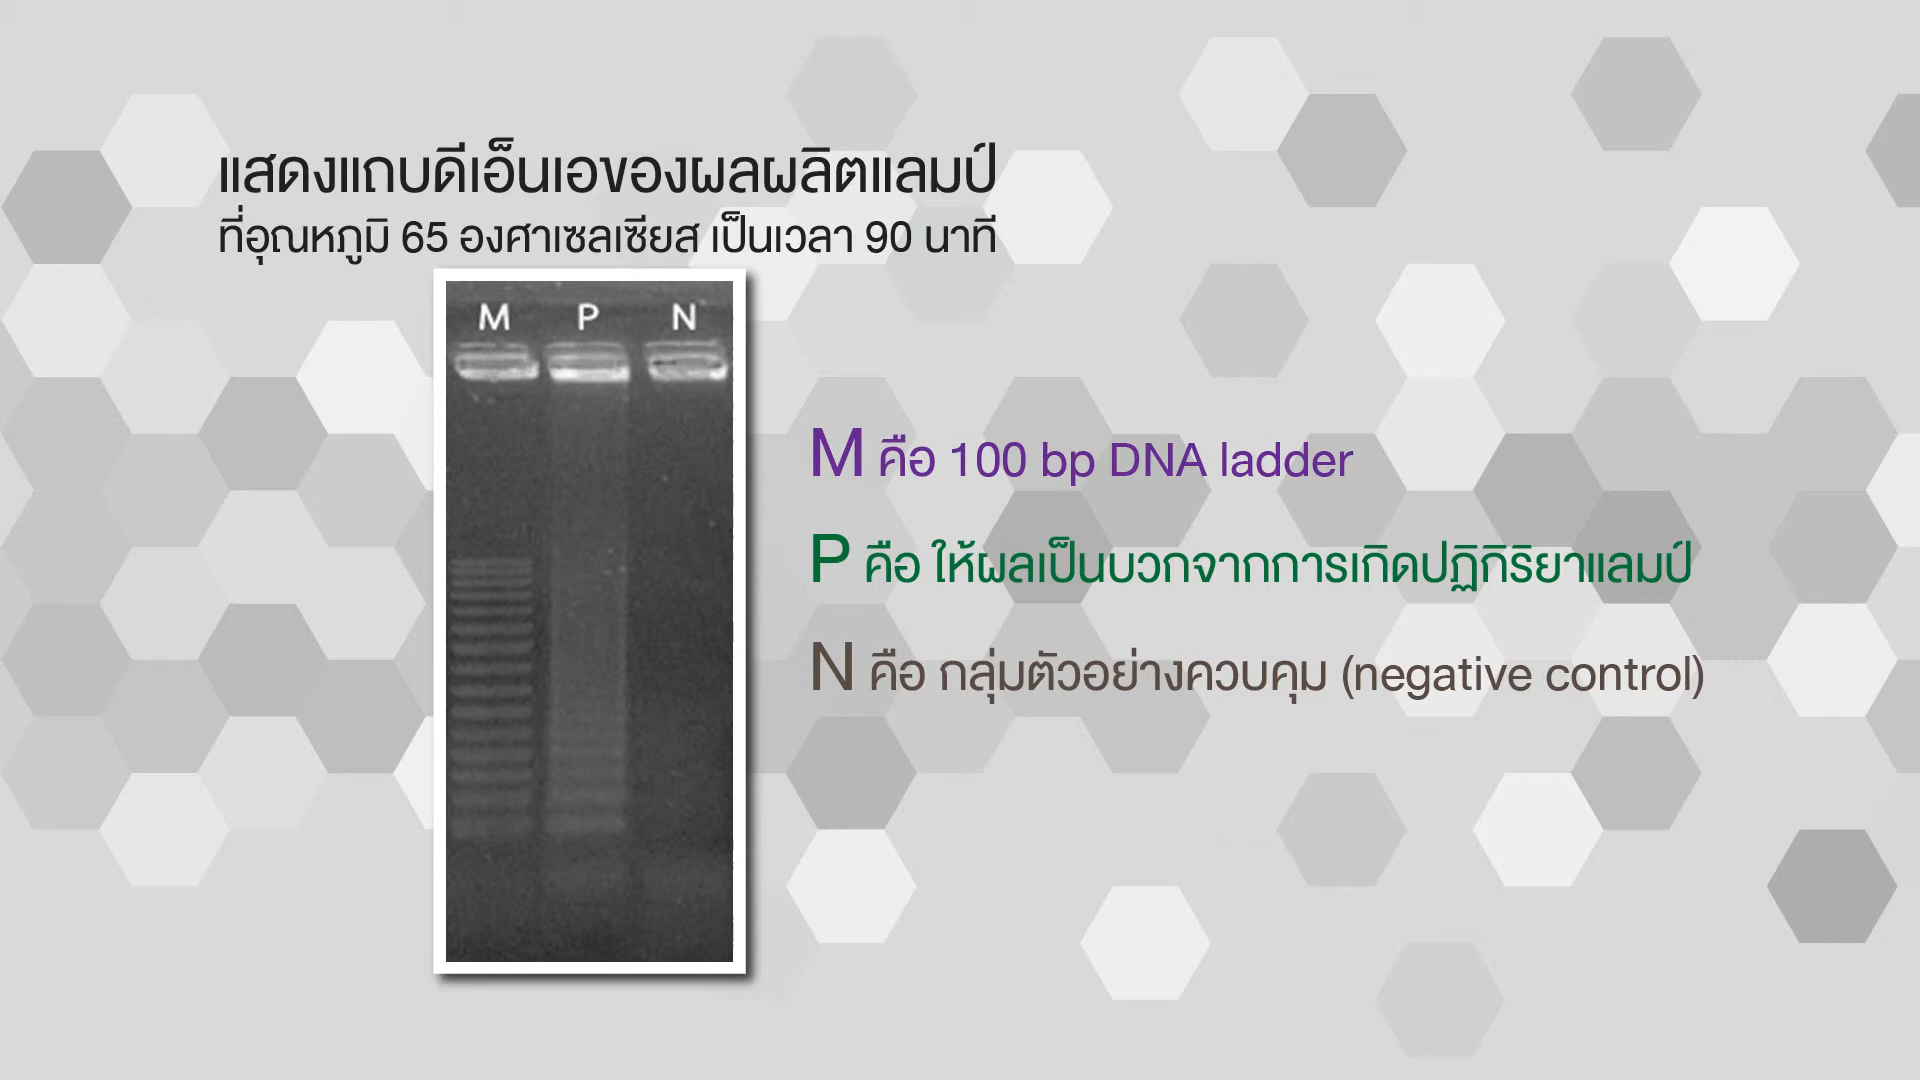 แสดงแถบดีเอ็นเอของผลผลิตแลมป์
ที่อุณหภูมิ 65 องศาเซลเซียส เป็นเวลา 90 นาที
M P N
M คือ 100 bp DNA ladder
P คือ ให้ผลเป็นบวกจากการเกิดปฏิกิริยาแลมป์
N คือ กลุ่มตัวอย่างควบคุม (negative control)